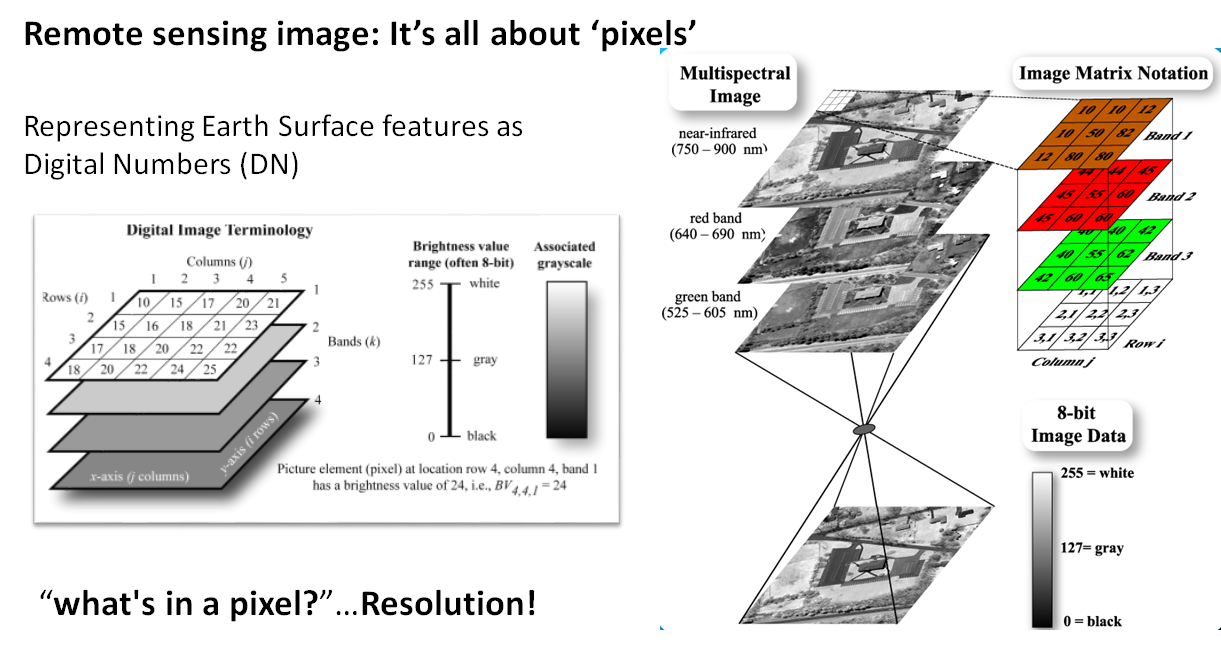 Remote sensing image: It's all about 'pixels'
Representing Earth Surface features as
Digital Numbers (DN)
Digital Image Terminology
Columns (j)
1 2 3 4 5
Rows (i) 1
2
3
4
10 15 17 20 21
15 16 18 21 23
17 18 20 22 22
18 20 22 24 25
1
2
Bands (k)
3
4
x-axis (j columns)
y-axis (i rows)
Brightness value
range (often 8-bit)
255 white
127 gray
0 black
Associated
grayscale
Picture element (pixel) at location row 4, column 4, band 1
has a brightness value of 24, i.e., BV4,4,1 = 24
"what's in a pixel?"...Resolution!
Multispectral
Image
near-infrared
(750 – 900 nm)
red band
(640 – 690 nm)
green band
(525 – 605 nm)
Image Matrix Notation
10 10 12
10 50 82 Band 1
12 80 80
44 44 45
45 55 60 Band 2
45 60 60
40 40 42
40 55 62 Band 3
42 60 65
1,1 1,2 1,3
2,1 2,2 2,3
3,1 3,2 3,3 Row i
Column j
8-bit
Image Data
255 = white
127= gray
0 = black